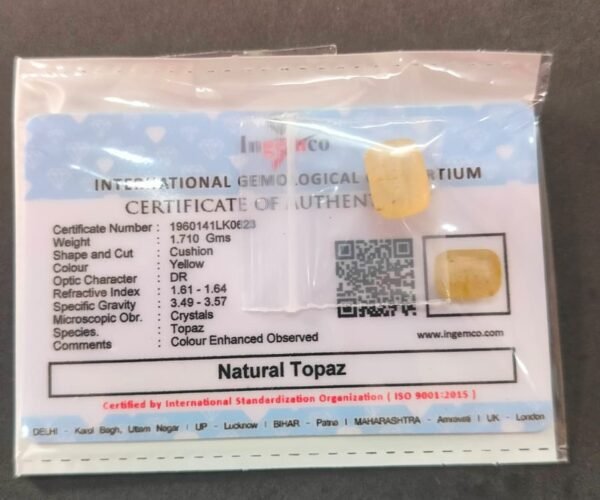 Ingemco
INTERNATIONAL GEMOLOGICAL
CERTIFICATE OF
Certificate Number : 1960141LK0623
Weight : 1.710 Gms
Shape and Cut : Cushion
Colour : Yellow
Optic Character : DR
Refractive Index : 1.61 - 1.64
Specific Gravity : 3.49 - 3.57
Microscopic Obr. : Crystals
Species. : Topaz
Comments : Colour Enhanced Observed
www.ingemco.com
Natural Topaz
Certified by International Standardization Organization ( ISO 9001:2015 )
DELHI - Karol Bagh, Uttam Nagar | UP - Lucknow | BIHAR - Patna | MAHARASHTRA - Amravati | UK - London